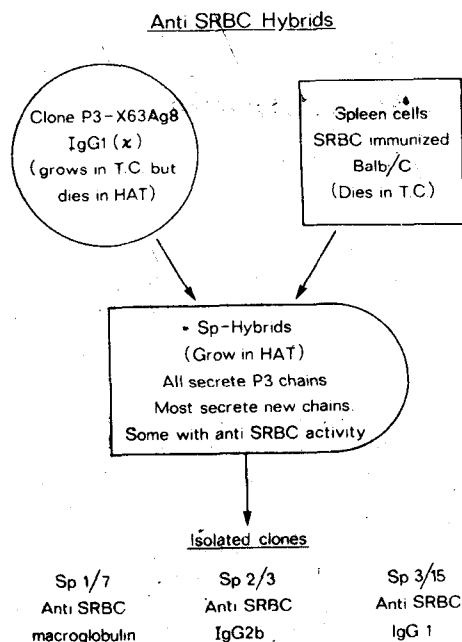 Anti SRBC Hybrids
Clone P3-X63Ag8
IgG1 (ϰ)
(grows in T.C. but
dies in HAT)
Spleen cells
SRBC immunized
Balb/C
(Dies in T.C.)
Sp-Hybrids
(Grow in HAT)
All secrete P3 chains
Most secrete new chains.
Some with anti SRBC activity
Isolated clones
Sp 1/7
Anti SRBC
macroglobulin
Sp 2/3
Anti SRBC
IgG2b
Sp 3/15
Anti SRBC
IgG 1